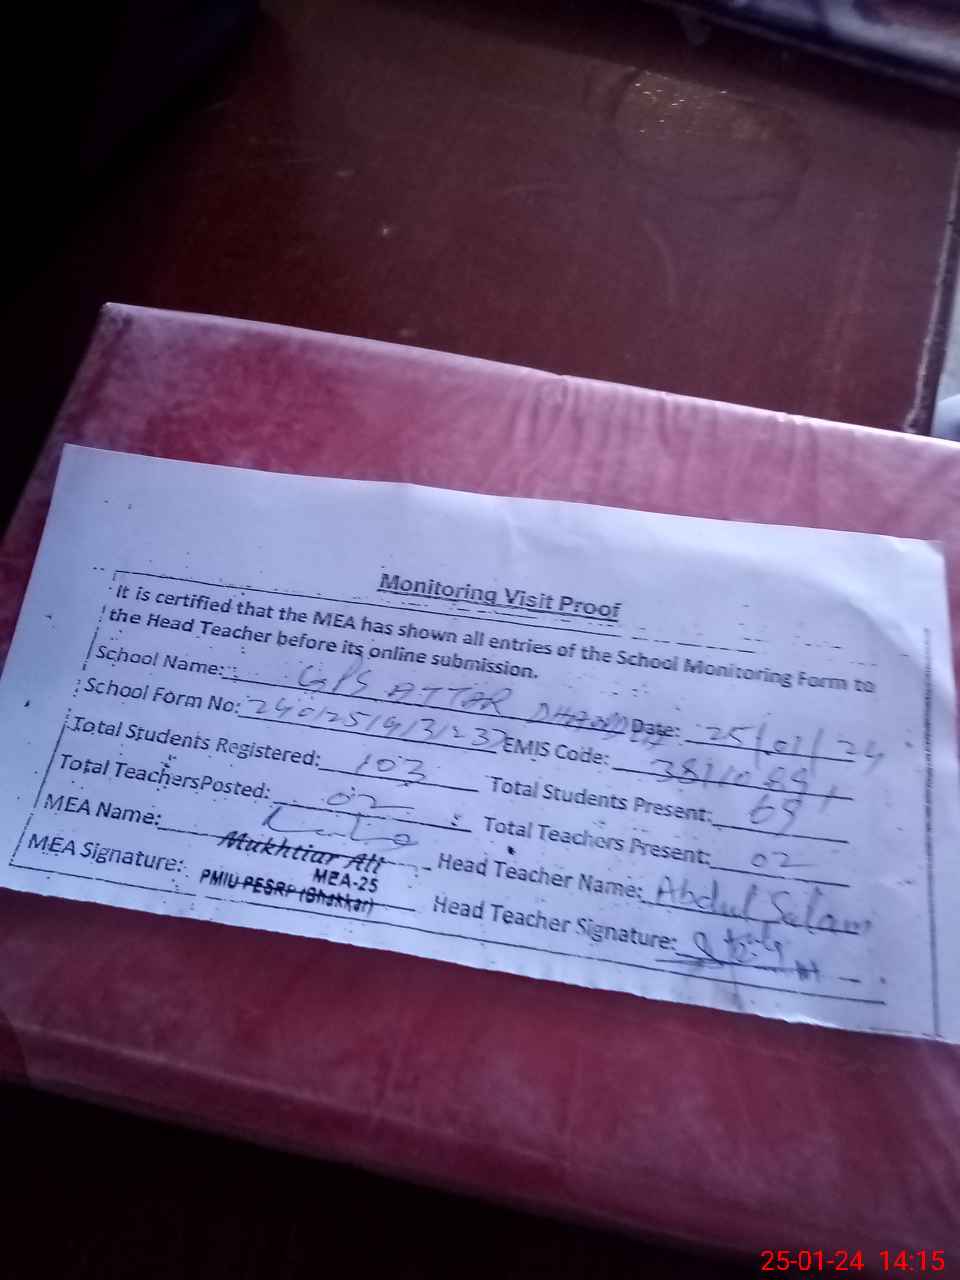 Monitoring Visit Proof
It is certified that the MEA has shown all entries of the School Monitoring Form to
the Head Teacher before its online submission.
School Name: GPS ATTAR Date: 25/01/24
School Form No: EMIS Code:
Total Students Registered: 103 Total Students Present: 69
Total TeachersPosted: 02 Total Teachers Present: 02
MEA Name: Head Teacher Name: Abdul Salam
Mukhtiar Ali
MEA-25
MEA Signature: PMIU PESRP (Bhakkar) Head Teacher Signature:
25-01-24 14:15